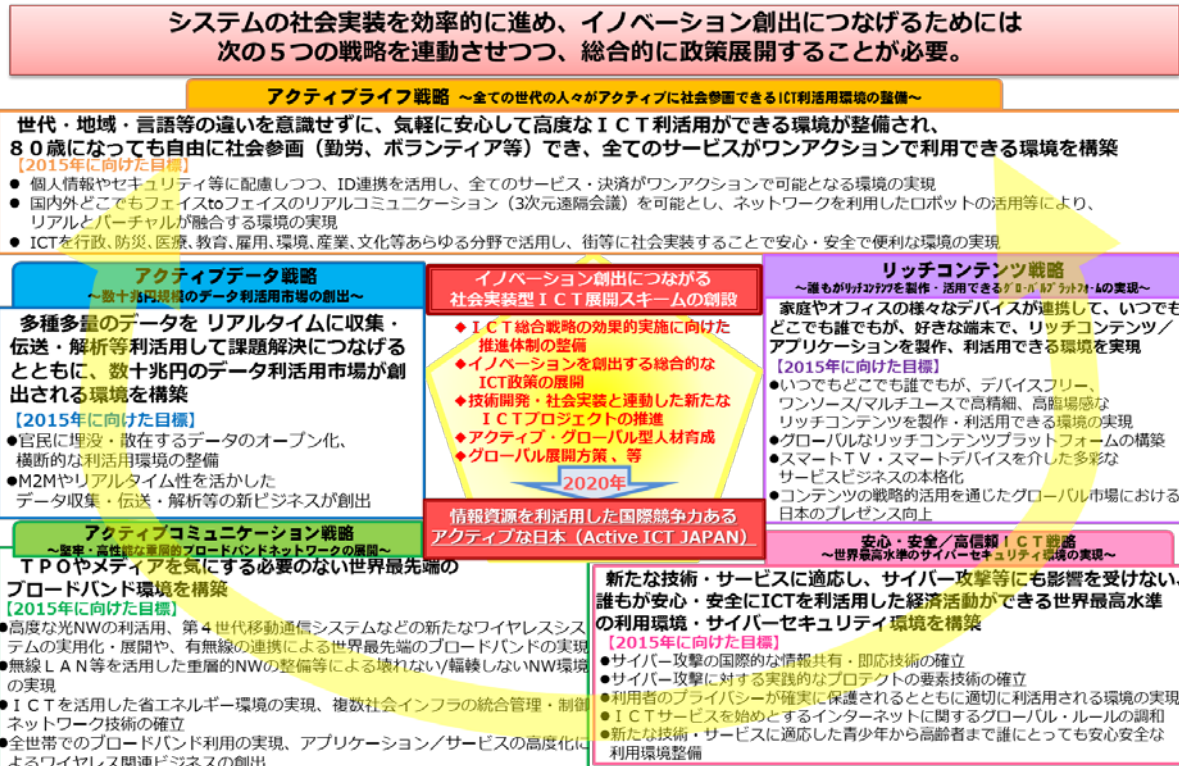 システムの社会実装を効率的に進め、イノベーション創出につなげるためには
次の５つの戦略を連動させつつ、総合的に政策展開することが必要。
アクティブライフ戦略 ～全ての世代の人々がアクティブに社会参画できるICT利活用環境の整備～
世代・地域・言語等の違いを意識せずに、気軽に安心して高度なＩＣＴ利活用ができる環境が整備され、
８０歳になっても自由に社会参画（勤労、ボランティア等）でき、全てのサービスがワンアクションで利用できる環境を構築
【2015年に向けた目標】
● 個人情報やセキュリティ等に配慮しつつ、ID連携を活用し、全てのサービス・決済がワンアクションで可能となる環境の実現
● 国内外どこでもフェイスtoフェイスのリアルコミュニケーション（3次元遠隔会議）を可能とし、ネットワークを利用したロボットの活用等により、
リアルとバーチャルが融合する環境の実現
● ICTを行政、防災、医療、教育、雇用、環境、産業、文化等あらゆる分野で活用し、街等に社会実装することで安心・安全で便利な環境の実現
アクティブデータ戦略
～数十兆円規模のデータ利活用市場の創出～
多種多量のデータを リアルタイムに収集・
伝送・解析等利活用して課題解決につなげる
とともに、数十兆円のデータ利活用市場が創
出される環境を構築
【2015年に向けた目標】
●官民に埋没・散在するデータのオープン化、
横断的な利活用環境の整備
●M2Mやリアルタイム性を活かした
データ収集・伝送・解析等の新ビジネスが創出
イノベーション創出につながる
社会実装型ＩＣＴ展開スキームの創設
◆ＩＣＴ総合戦略の効果的実施に向けた
推進体制の整備
◆イノベーションを創出する総合的な
ICT政策の展開
◆技術開発・社会実装と連動した新たな
ＩＣＴプロジェクトの推進
◆アクティブ・グローバル型人材育成
◆グローバル展開方策 、等
2020年
情報資源を利活用した国際競争力ある
アクティブな日本（Active ICT JAPAN）
リッチコンテンツ戦略
～誰もがリッチコンテンツを製作・活用できるグローバルプラットフォームの実現～
家庭やオフィスの様々なデバイスが連携して、いつでも
どこでも誰でもが、好きな端末で、リッチコンテンツ／
アプリケーションを製作、利活用できる環境を実現
【2015年に向けた目標】
●いつでもどこでも誰でもが、デバイスフリー、
ワンソース/マルチユースで高精細、高臨場感な
リッチコンテンツを製作・利活用できる環境の実現
●グローバルなリッチコンテンツプラットフォームの構築
●スマートＴＶ・スマートデバイスを介した多彩な
サービスビジネスの本格化
●コンテンツの戦略的活用を通じたグローバル市場における
日本のプレゼンス向上
アクティブコミュニケーション戦略
～堅牢・高性能な重層的ブロードバンドネットワークの展開～
ＴＰＯやメディアを気にする必要のない世界最先端の
ブロードバンド環境を構築
【2015年に向けた目標】
●高度な光NWの利活用、第４世代移動通信システムなどの新たなワイヤレスシス
テムの実用化・展開や、有無線の連携による世界最先端のブロードバンドの実現
●無線ＬＡＮ等を活用した重層的NWの整備等による壊れない/輻輳しないNW環境
の実現
●ＩＣＴを活用した省エネルギー環境の実現、複数社会インフラの統合管理・制御
ネットワーク技術の確立
●全世帯でのブロードバンド利用の実現、アプリケーション／サービスの高度化に
よるワイヤレス関連ビジネスの創出
安心・安全／高信頼ＩＣＴ戦略
～世界最高水準のサイバーセキュリティ環境の実現～
新たな技術・サービスに適応し、サイバー攻撃等にも影響を受けない、
誰もが安心・安全にICTを利活用した経済活動ができる世界最高水準
の利用環境・サイバーセキュリティ環境を構築
【2015年に向けた目標】
●サイバー攻撃の国際的な情報共有・即応技術の確立
●サイバー攻撃に対する実践的なプロテクトの要素技術の確立
●利用者のプライバシーが確実に保護されるとともに適切に利活用される環境の実現
●ＩＣＴサービスを始めとするインターネットに関するグローバル・ルールの調和
●新たな技術・サービスに適応した青少年から高齢者まで誰にとっても安心安全な
利用環境整備